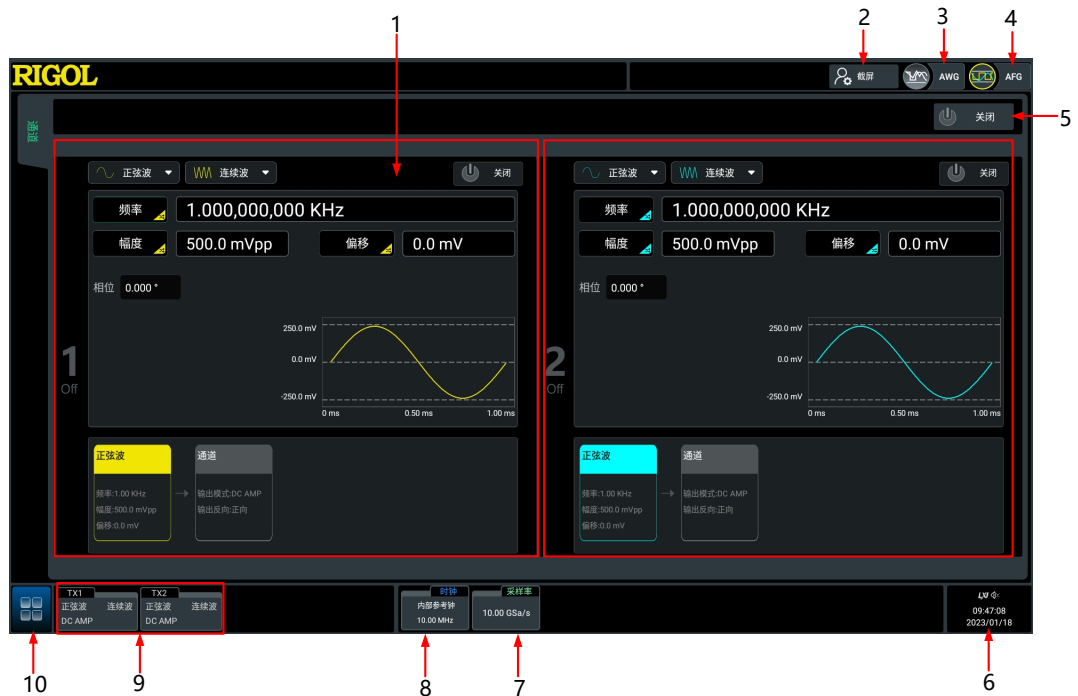 1
2
3
4
RIGOL
截屏
AWG
AFG
通道
关闭
5
正弦波
连续波
关闭
频率
1.000,000,000 KHz
幅度
500.0 mVpp
偏移
0.0 mV
相位
0.000 °
250.0 mV
0.0 mV
-250.0 mV
0 ms
0.50 ms
1.00 ms
1
Off
正弦波
频率:1.00 KHz
幅度:500.0 mVpp
偏移:0.0 mV
通道
输出模式:DC AMP
输出反向:正向
正弦波
连续波
关闭
频率
1.000,000,000 KHz
幅度
500.0 mVpp
偏移
0.0 mV
相位
0.000 °
250.0 mV
0.0 mV
-250.0 mV
0 ms
0.50 ms
1.00 ms
2
Off
正弦波
频率:1.00 KHz
幅度:500.0 mVpp
偏移:0.0 mV
通道
输出模式:DC AMP
输出反向:正向
TX1
正弦波 连续波
DC AMP
TX2
正弦波 连续波
DC AMP
时钟
内部参考钟
10.00 MHz
采样率
10.00 GSa/s
LXI
09:47:08
2023/01/18
10
9
8
7
6